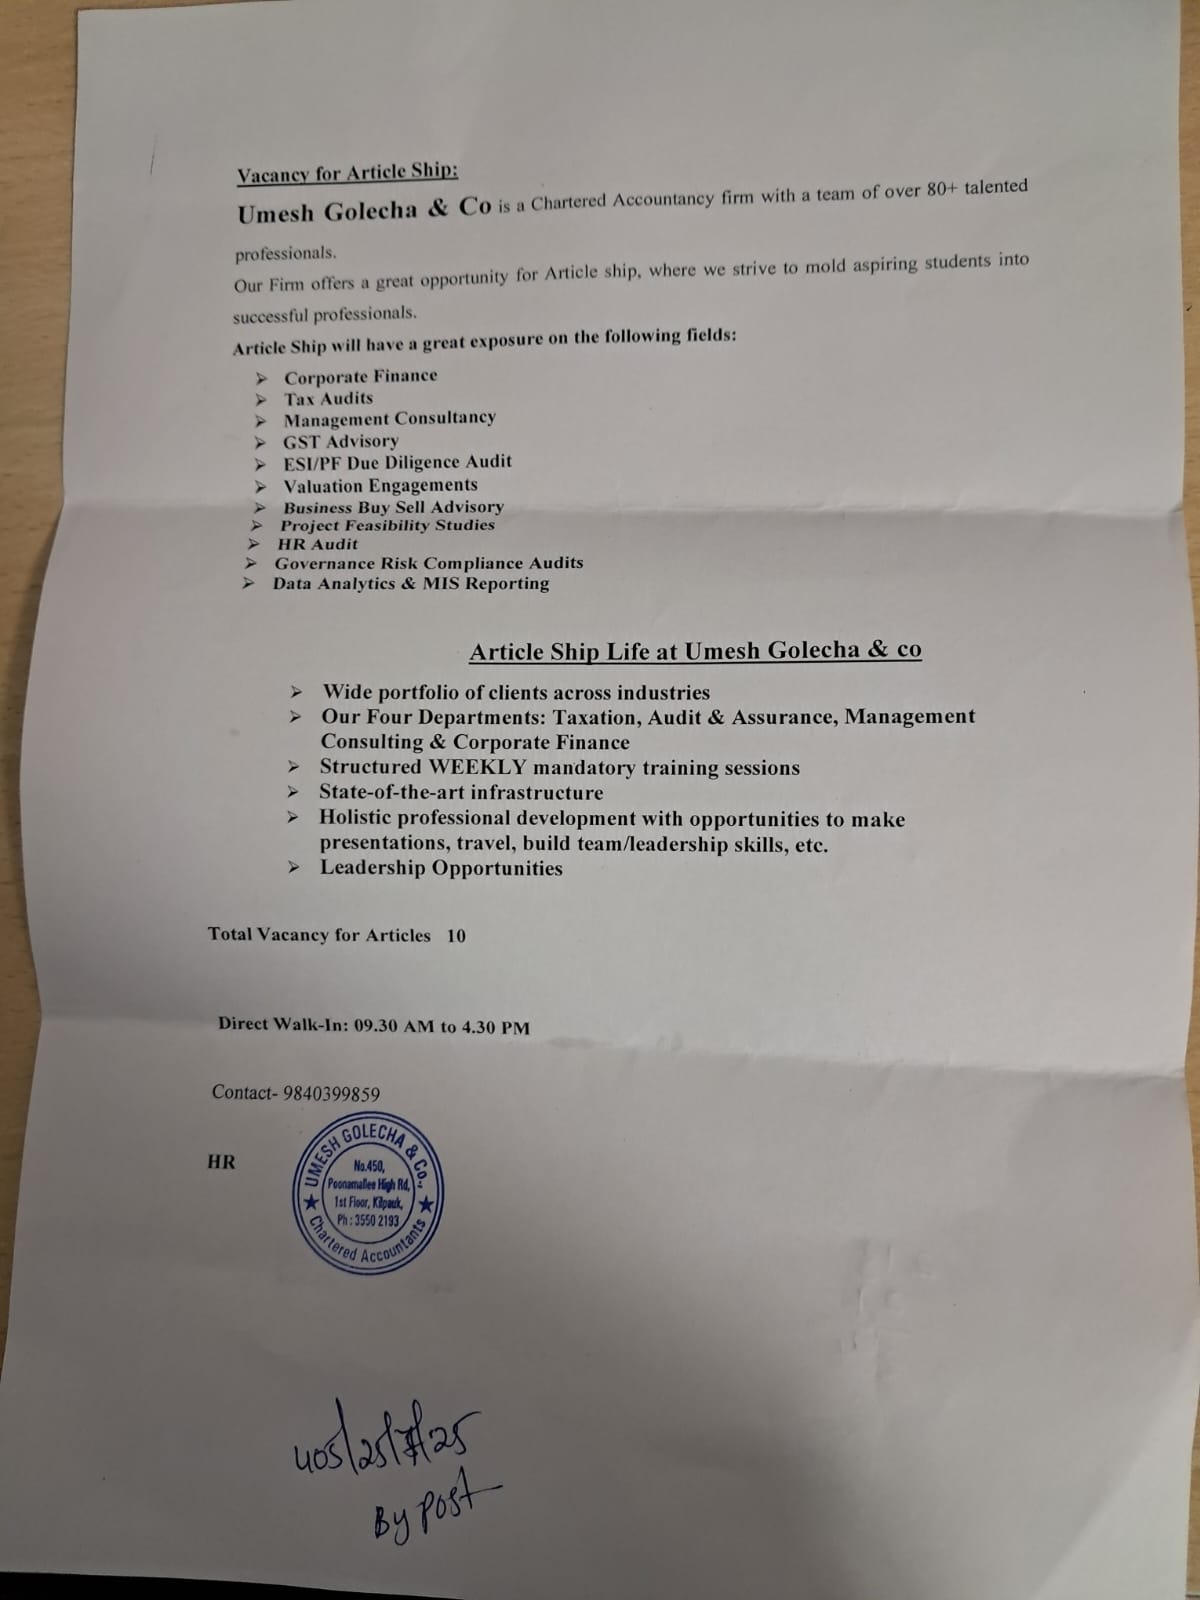 Vacancy for Article Ship:
Umesh Golecha & Co is a Chartered Accountancy firm with a team of over 80+ talented
professionals.
Our Firm offers a great opportunity for Article ship, where we strive to mold aspiring students into
successful professionals.
Article Ship will have a great exposure on the following fields:
➢ Corporate Finance
➢ Tax Audits
➢ Management Consultancy
➢ GST Advisory
➢ ESI/PF Due Diligence Audit
➢ Valuation Engagements
➢ Business Buy Sell Advisory
➢ Project Feasibility Studies
➢ HR Audit
➢ Governance Risk Compliance Audits
➢ Data Analytics & MIS Reporting
Article Ship Life at Umesh Golecha & co
➢ Wide portfolio of clients across industries
➢ Our Four Departments: Taxation, Audit & Assurance, Management
Consulting & Corporate Finance
➢ Structured WEEKLY mandatory training sessions
➢ State-of-the-art infrastructure
➢ Holistic professional development with opportunities to make
presentations, travel, build team/leadership skills, etc.
➢ Leadership Opportunities
Total Vacancy for Articles 10
Direct Walk-In: 09.30 AM to 4.30 PM
Contact- 9840399859
HR
UMESH GOLECHA & Co.,
No.450,
Poonamallee High Rd,
1st Floor, Kilpauk,
Ph : 3550 2193
★ Chartered Accountants ★
405/25/7/25
By Post